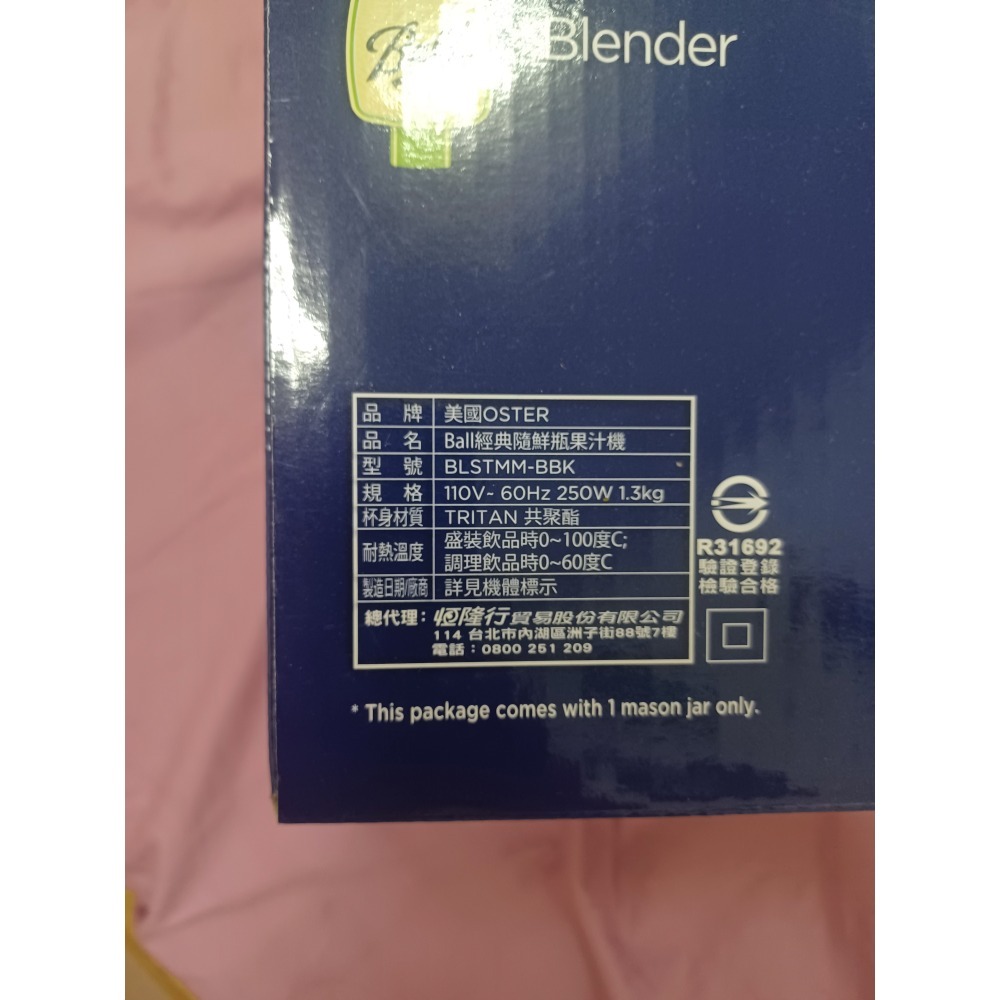 Ball
Blender
品 牌 美國OSTER
品 名 Ball經典隨鮮瓶果汁機
型 號 BLSTMM-BBK
規 格 110V~ 60Hz 250W 1.3kg
杯身材質 TRITAN 共聚酯
耐熱溫度 盛裝飲品時0~100度C;
調理飲品時0~60度C
製造日期/廠商 詳見機體標示
總代理: 恆隆行貿易股份有限公司
114 台北市內湖區洲子街88號7樓
電話:0800 251 209
R31692
驗證登錄
檢驗合格
* This package comes with 1 mason jar only.